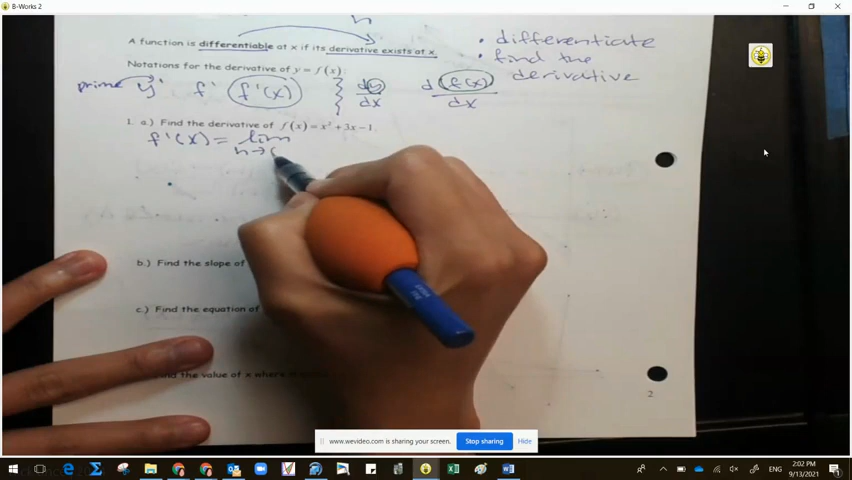 B-Works 2
h
A function is differentiable at x if its derivative exists at x.
• differentiate
• find the derivative
Notations for the derivative of y = f(x):
prime y' f' f'(x) dy/dx d f(x)/dx
1. a.) Find the derivative of f(x) = x² + 3x − 1.
f'(x) = lim
h→
b.) Find the slope of
c.) Find the equation of
nd the value of x where
2
www.wevideo.com is sharing your screen. Stop sharing Hide
2:02 PM
ENG
9/13/2021